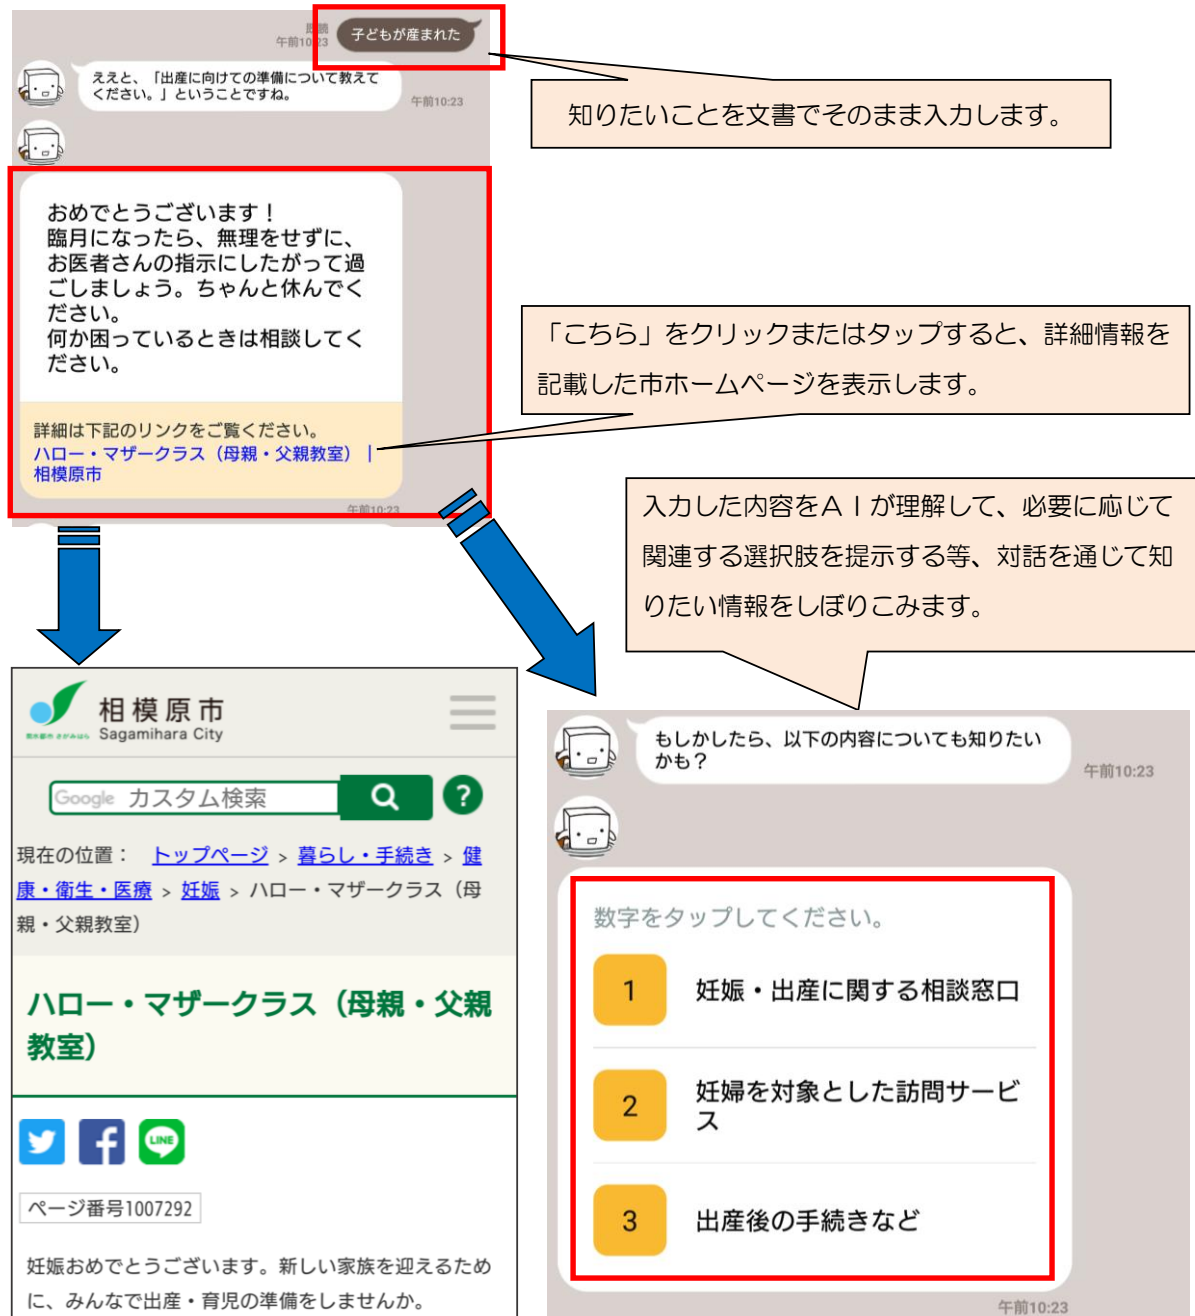 既読
午前10:23
子どもが産まれた
ええと、「出産に向けての準備について教えて
ください。」ということですね。
午前10:23
知りたいことを文書でそのまま入力します。
おめでとうございます！
臨月になったら、無理をせずに、
お医者さんの指示にしたがって過
ごしましょう。ちゃんと休んでく
ださい。
何か困っているときは相談してく
ださい。
詳細は下記のリンクをご覧ください。
ハロー・マザークラス（母親・父親教室）｜
相模原市
午前10:23
「こちら」をクリックまたはタップすると、詳細情報を
記載した市ホームページを表示します。
入力した内容をＡＩが理解して、必要に応じて
関連する選択肢を提示する等、対話を通じて知
りたい情報をしぼりこみます。
相模原市
Sagamihara City
Google カスタム検索
?
現在の位置： トップページ > 暮らし・手続き > 健
康・衛生・医療 > 妊娠 > ハロー・マザークラス（母
親・父親教室）
ハロー・マザークラス（母親・父親
教室）
LINE
ページ番号1007292
妊娠おめでとうございます。新しい家族を迎えるため
に、みんなで出産・育児の準備をしませんか。
もしかしたら、以下の内容についても知りたい
かも？
午前10:23
数字をタップしてください。
1 妊娠・出産に関する相談窓口
2 妊婦を対象とした訪問サービ
ス
3 出産後の手続きなど
午前10:23